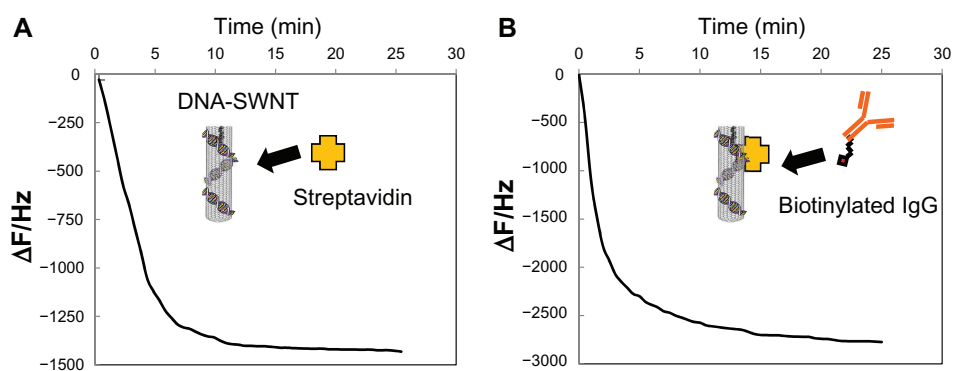 A
Time (min)
0 5 10 15 20 25 30
0
−250
−500
−750
−1000
−1250
−1500
ΔF/Hz
DNA-SWNT
Streptavidin
B
Time (min)
0 5 10 15 20 25 30
0
−500
−1000
−1500
−2000
−2500
−3000
ΔF/Hz
Biotinylated IgG